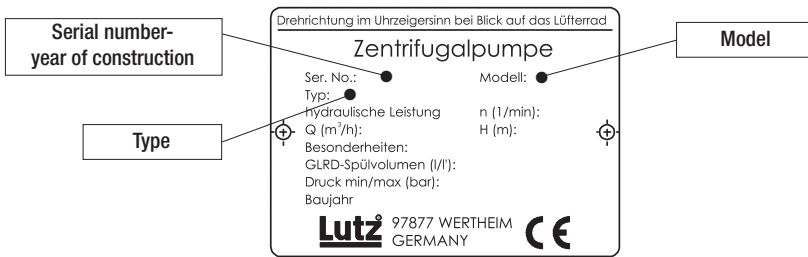 Serial number-
year of construction
Type
Model
Drehrichtung im Uhrzeigersinn bei Blick auf das Lüfterrad
Zentrifugalpumpe
Ser. No.: Modell:
Typ:
hydraulische Leistung n (1/min):
Q (m³/h): H (m):
Besonderheiten:
GLRD-Spülvolumen (l/l'):
Druck min/max (bar):
Baujahr
Lutz 97877 WERTHEIM
GERMANY CE